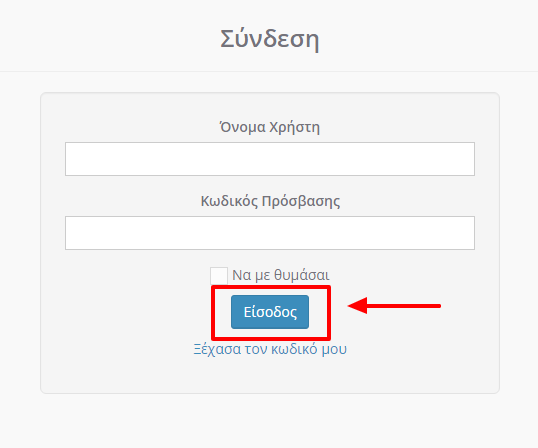 Σύνδεση
Όνομα Χρήστη
Κωδικός Πρόσβασης
Να με θυμάσαι
Είσοδος
Ξέχασα τον κωδικό μου